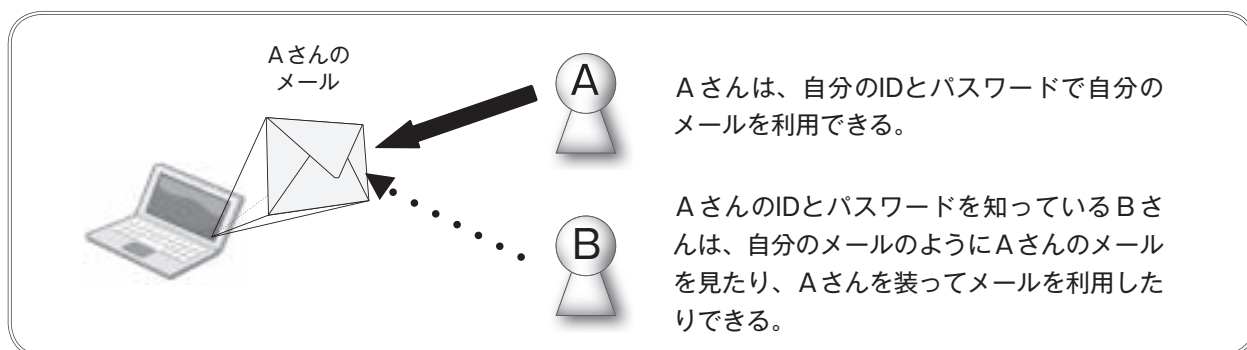 Aさんの
メール
A
Aさんは、自分のIDとパスワードで自分の
メールを利用できる。
B
AさんのIDとパスワードを知っているBさ
んは、自分のメールのようにAさんのメール
を見たり、Aさんを装ってメールを利用した
りできる。